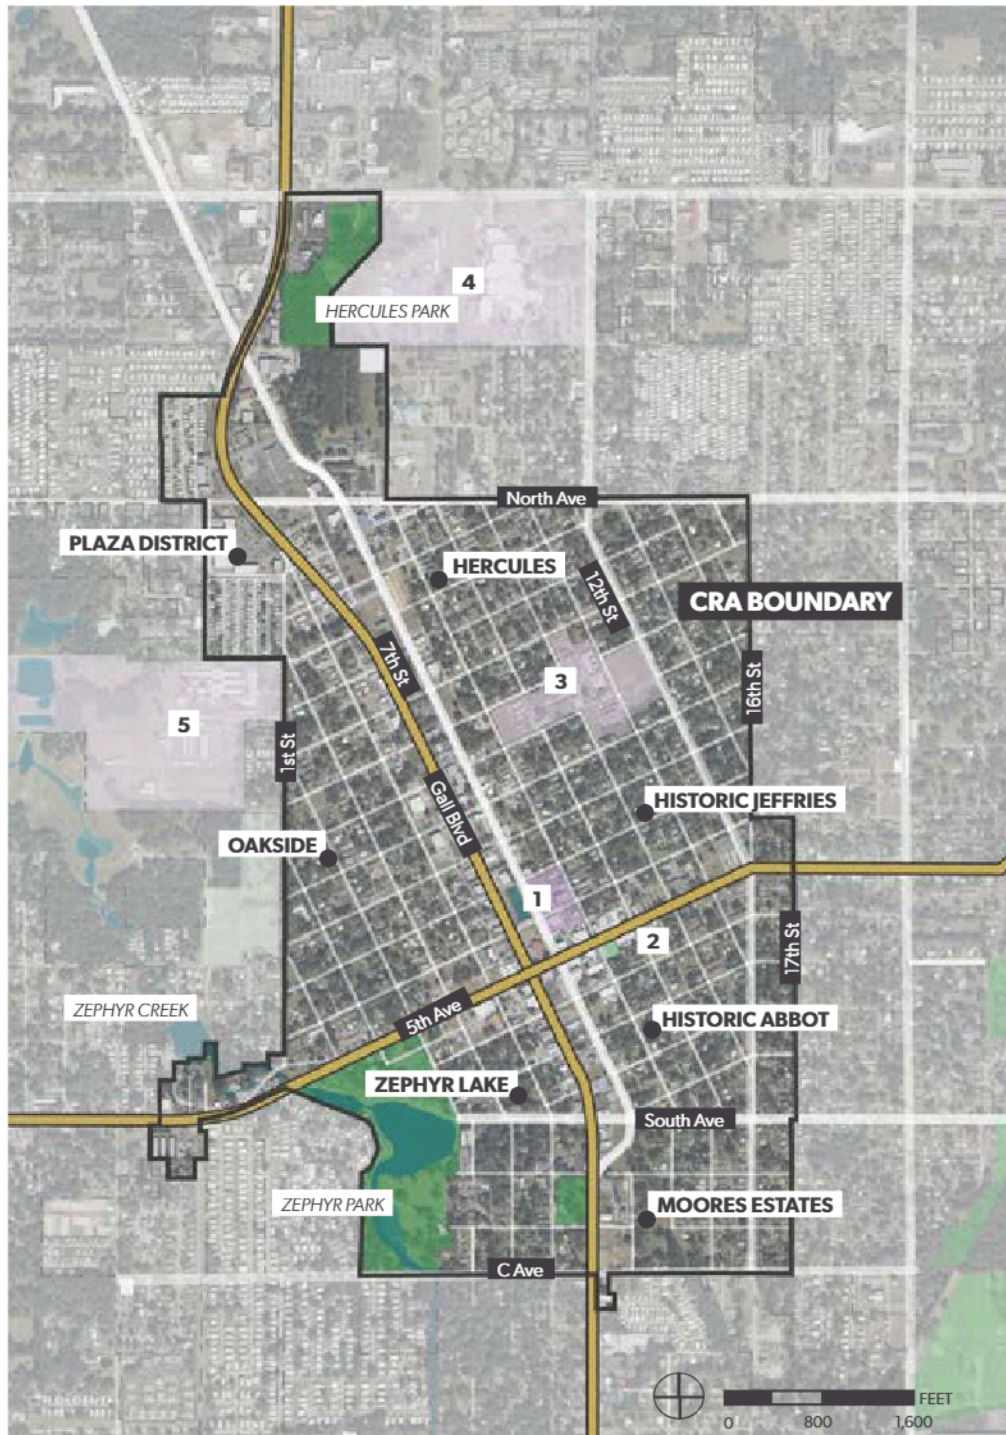 4
HERCULES PARK
North Ave
PLAZA DISTRICT
HERCULES
12th St
CRA BOUNDARY
7th St
3
16th St
5
1st St
Gall Blvd
HISTORIC JEFFRIES
OAKSIDE
1
2
17th St
ZEPHYR CREEK
5th Ave
HISTORIC ABBOT
ZEPHYR LAKE
South Ave
ZEPHYR PARK
MOORES ESTATES
C Ave
FEET
0 800 1,600